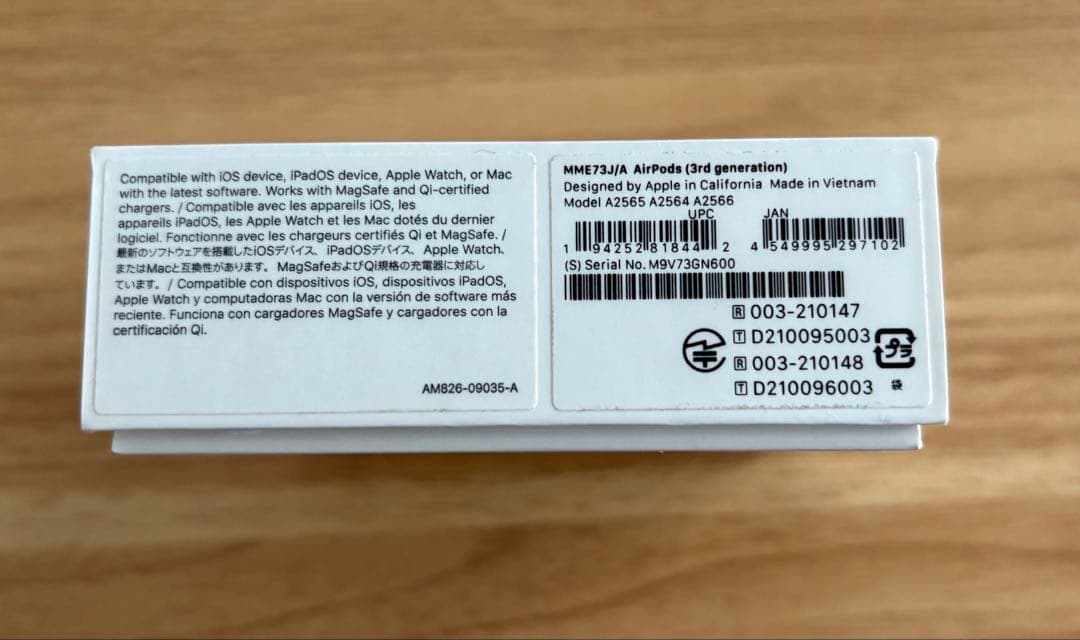 Compatible with iOS device, iPadOS device, Apple Watch, or Mac
with the latest software. Works with MagSafe and Qi-certified
chargers. / Compatible avec les appareils iOS, les
appareils iPadOS, les Apple Watch et les Mac dotés du dernier
logiciel. Fonctionne avec les chargeurs certifiés Qi et MagSafe. /
最新のソフトウェアを搭載したiOSデバイス、iPadOSデバイス、Apple Watch、
またはMacと互換性があります。MagSafeおよびQi規格の充電器に対応し
ています。/ Compatible con dispositivos iOS, dispositivos iPadOS,
Apple Watch y computadoras Mac con la versión de software más
reciente. Funciona con cargadores MagSafe y cargadores con la
certificación Qi.
AM826-09035-A
MME73J/A AirPods (3rd generation)
Designed by Apple in California Made in Vietnam
Model A2565 A2564 A2566
UPC JAN
1 94252 81844 2 4 549995 297102
(S) Serial No. M9V73GN600
R 003-210147
T D210095003
R 003-210148
T D210096003
プラ
袋